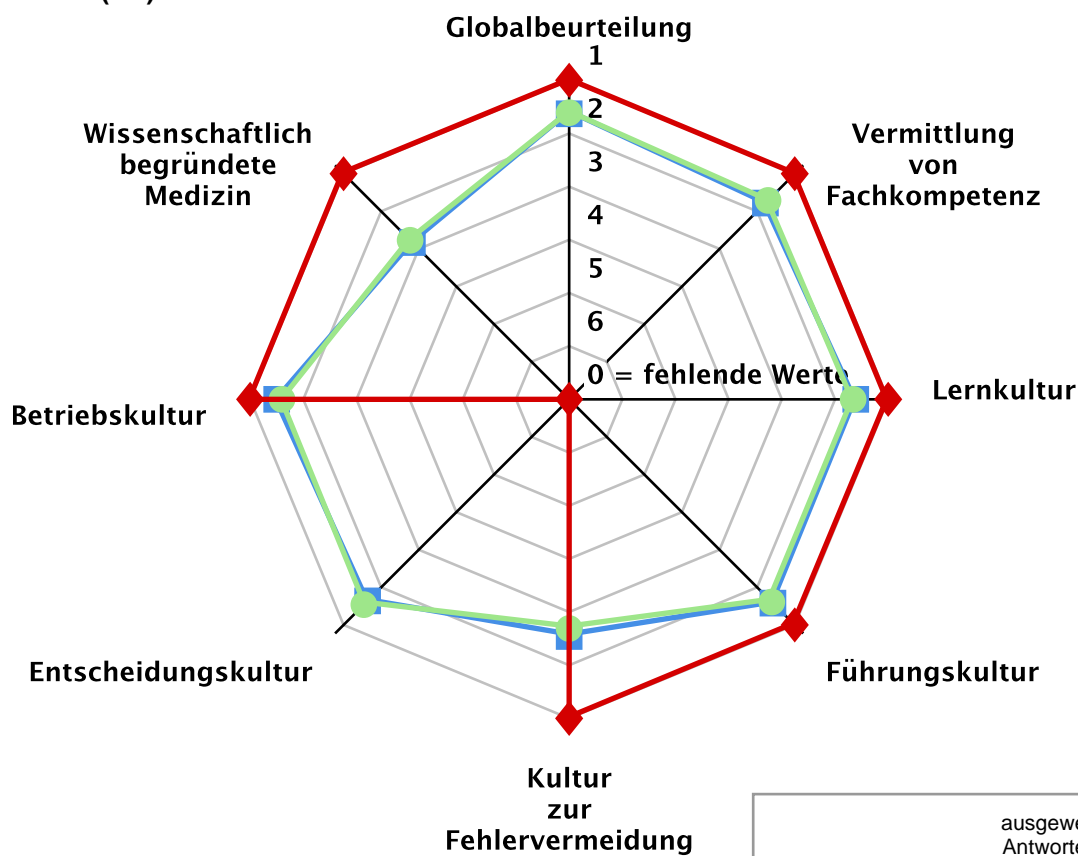 Globalbeurteilung
1
2
3
4
5
6
0 = fehlende Werte
Vermittlung
von
Fachkompetenz
Lernkultur
Führungskultur
Kultur
zur
Fehlervermeidung
Entscheidungskultur
Betriebskultur
Wissenschaftlich
begründete
Medizin